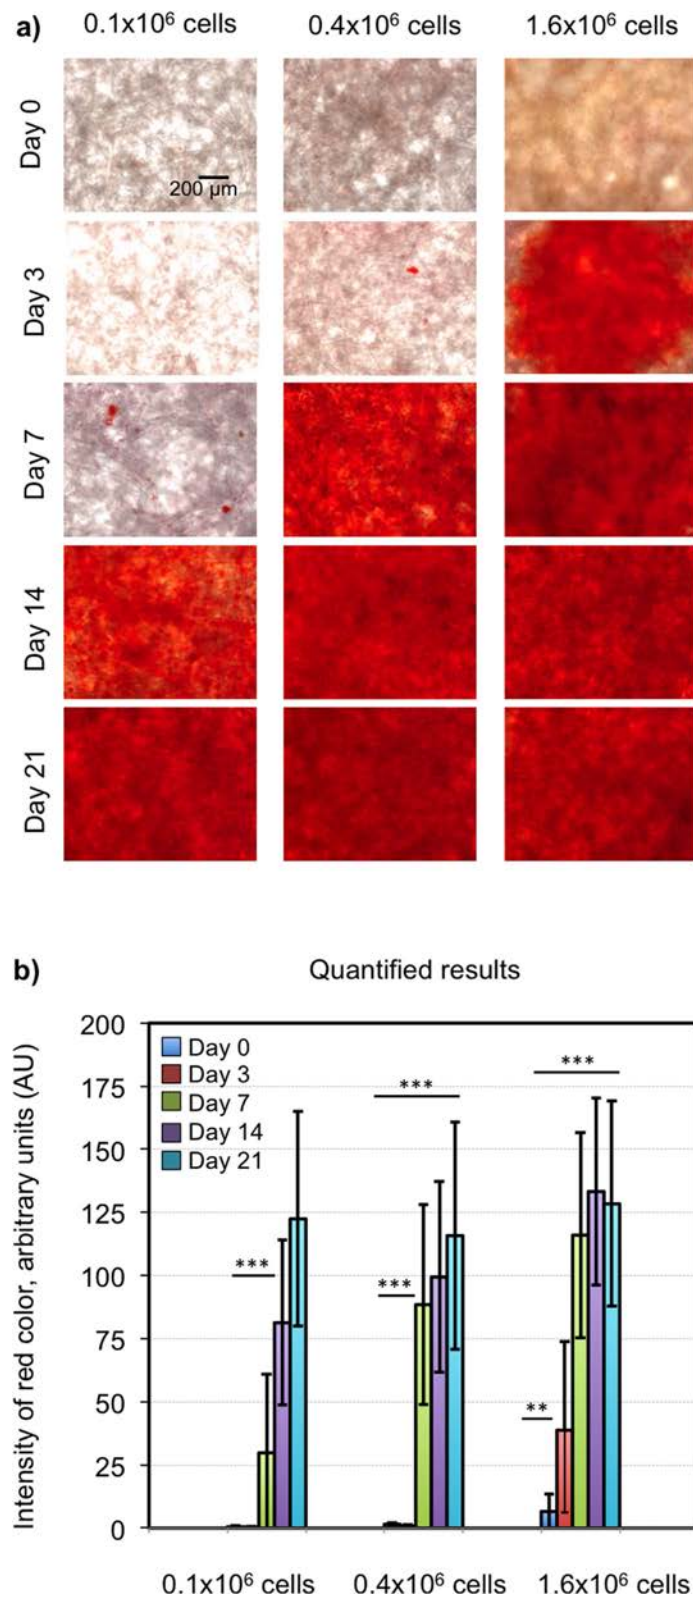 a)
0.1x10⁶ cells 0.4x10⁶ cells 1.6x10⁶ cells
Day 0
200 µm
Day 3
Day 7
Day 14
Day 21
b) Quantified results
Intensity of red color, arbitrary units (AU)
200
175
150
125
100
75
50
25
0
Day 0
Day 3
Day 7
Day 14
Day 21
***
***
***
***
**
0.1x10⁶ cells 0.4x10⁶ cells 1.6x10⁶ cells